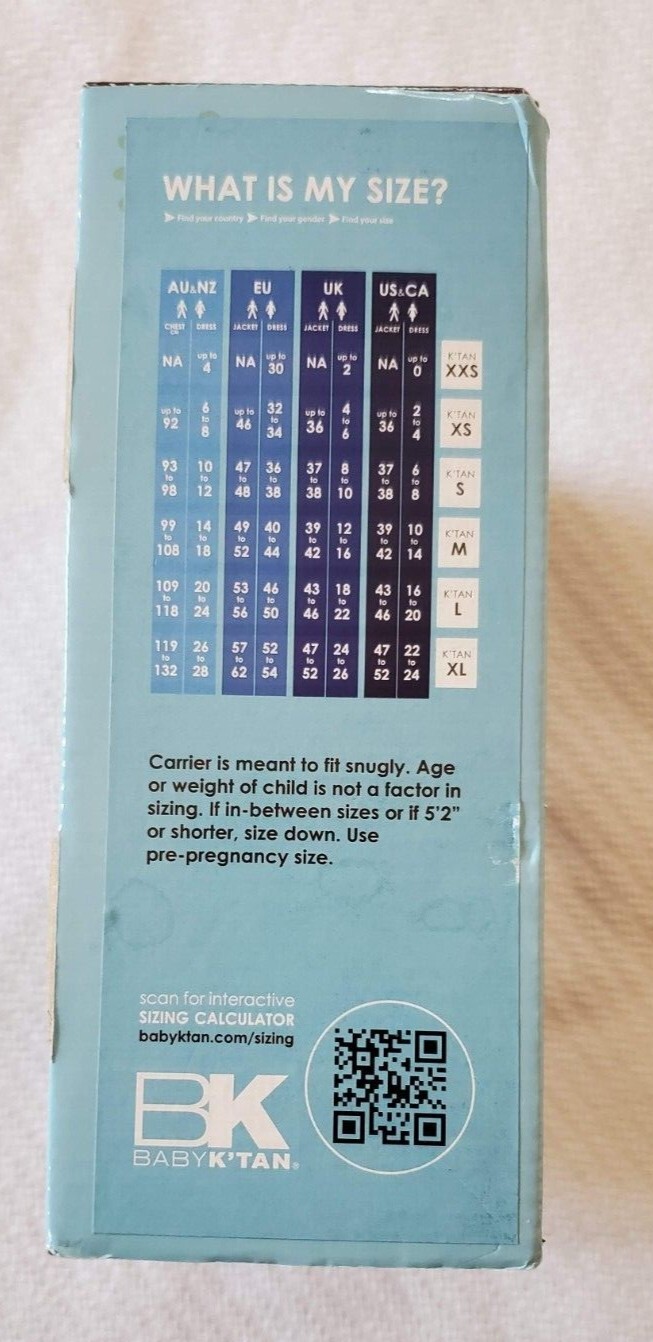 WHAT IS MY SIZE?
Find your country Find your gender Find your size
AU&NZ EU UK US&CA
CHEST CM DRESS JACKET DRESS JACKET DRESS JACKET DRESS
NA up to 4 NA up to 30 NA up to 2 NA up to 0 K'TAN XXS
up to 92 6 to 8 up to 46 32 to 34 up to 36 4 to 6 up to 36 2 to 4 K'TAN XS
93 to 98 10 to 12 47 to 48 36 to 38 37 to 38 8 to 10 37 to 38 6 to 8 K'TAN S
99 to 108 14 to 18 49 to 52 40 to 44 39 to 42 12 to 16 39 to 42 10 to 14 K'TAN M
109 to 118 20 to 24 53 to 56 46 to 50 43 to 46 18 to 22 43 to 46 16 to 20 K'TAN L
119 to 132 26 to 28 57 to 62 52 to 54 47 to 52 24 to 26 47 to 52 22 to 24 K'TAN XL
Carrier is meant to fit snugly. Age
or weight of child is not a factor in
sizing. If in-between sizes or if 5'2"
or shorter, size down. Use
pre-pregnancy size.
scan for interactive
SIZING CALCULATOR
babyktan.com/sizing
BK
BABY K'TAN®